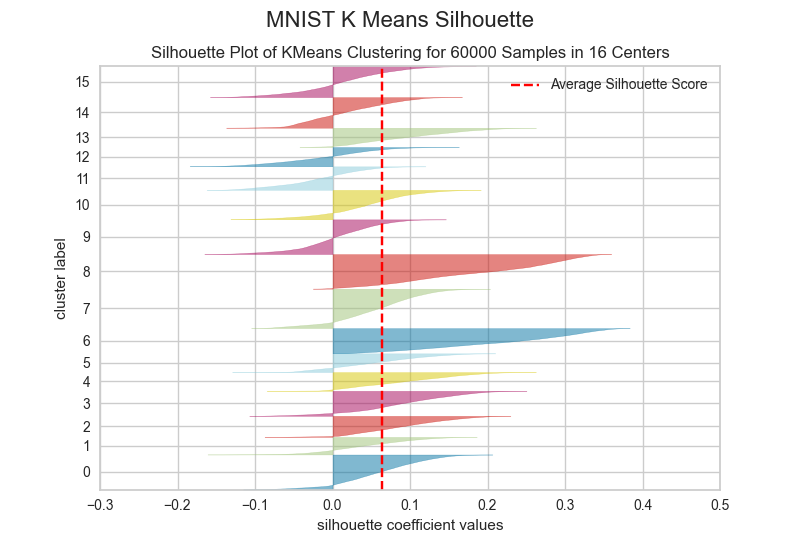 MNIST K Means Silhouette
Silhouette Plot of KMeans Clustering for 60000 Samples in 16 Centers
Average Silhouette Score
cluster label
15
14
13
12
11
10
9
8
7
6
5
4
3
2
1
0
−0.3 −0.2 −0.1 0.0 0.1 0.2 0.3 0.4 0.5
silhouette coefficient values